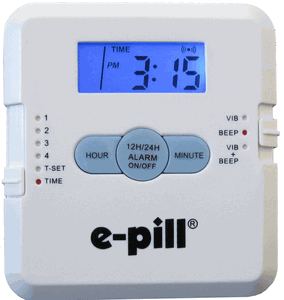 TIME
PM 3:15
1
2
3
4
T-SET
TIME
HOUR
12H/24H
ALARM
ON/OFF
MINUTE
VIB
BEEP
VIB
+
BEEP
e-pill®